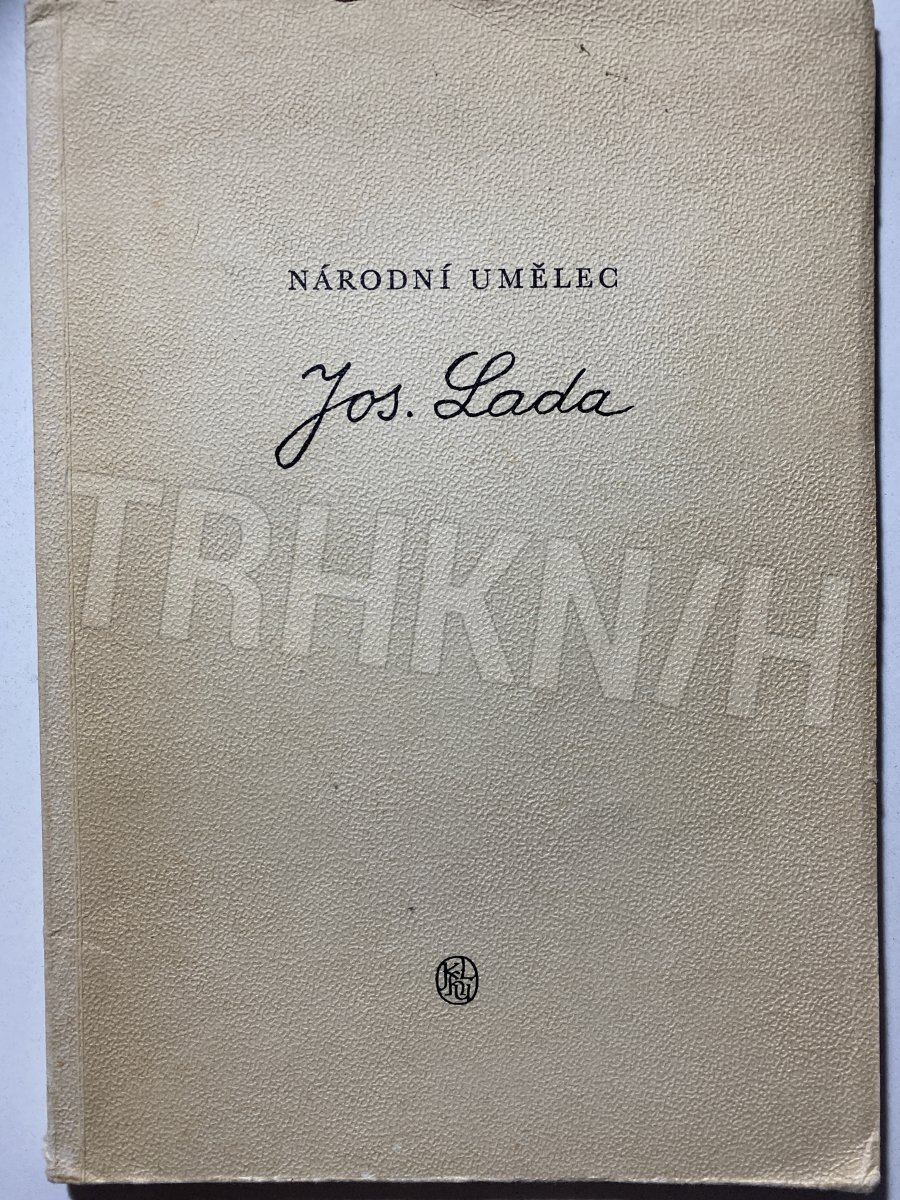 NÁRODNÍ UMĚLEC
Jos. Lada
TRHKNIH